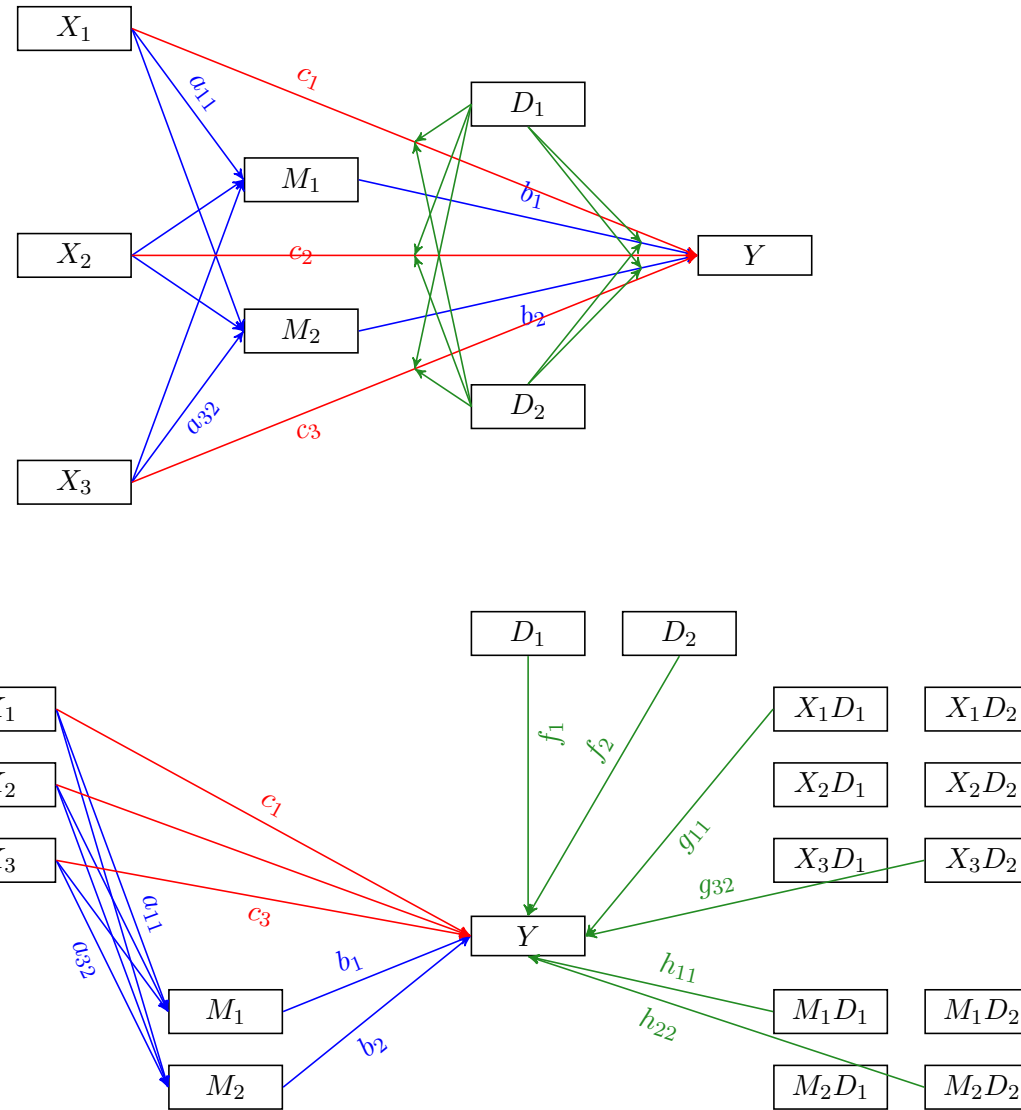 X₁
c₁
a₁₁
D₁
M₁
b₁
X₂
c₂
Y
M₂
b₂
a₃₂
D₂
c₃
X₃
D₁ D₂
X₁D₁ X₁D₂
f₁ f₂
X₂D₁ X₂D₂
c₁
g₁₁
X₃D₁ X₃D₂
g₃₂
a₁₁
c₃
Y
a₃₂
b₁
h₁₁
M₁
M₁D₁ M₁D₂
h₂₂
b₂
M₂
M₂D₁ M₂D₂